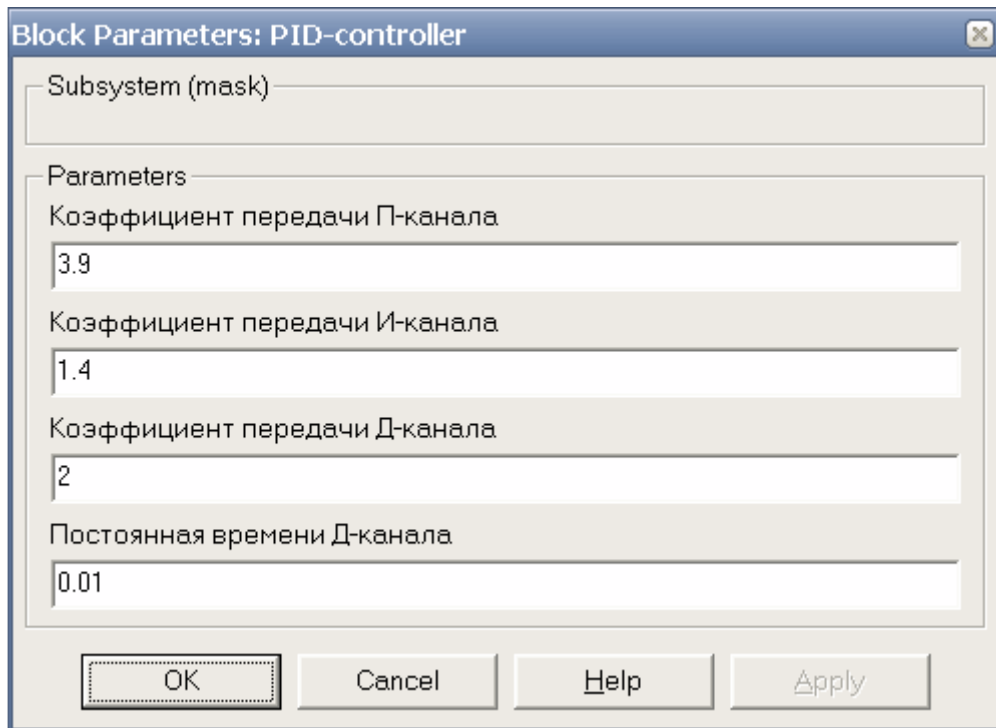 Block Parameters: PID-controller
Subsystem (mask)
Parameters
Коэффициент передачи П-канала
3.9
Коэффициент передачи И-канала
1.4
Коэффициент передачи Д-канала
2
Постоянная времени Д-канала
0.01
OK Cancel Help Apply